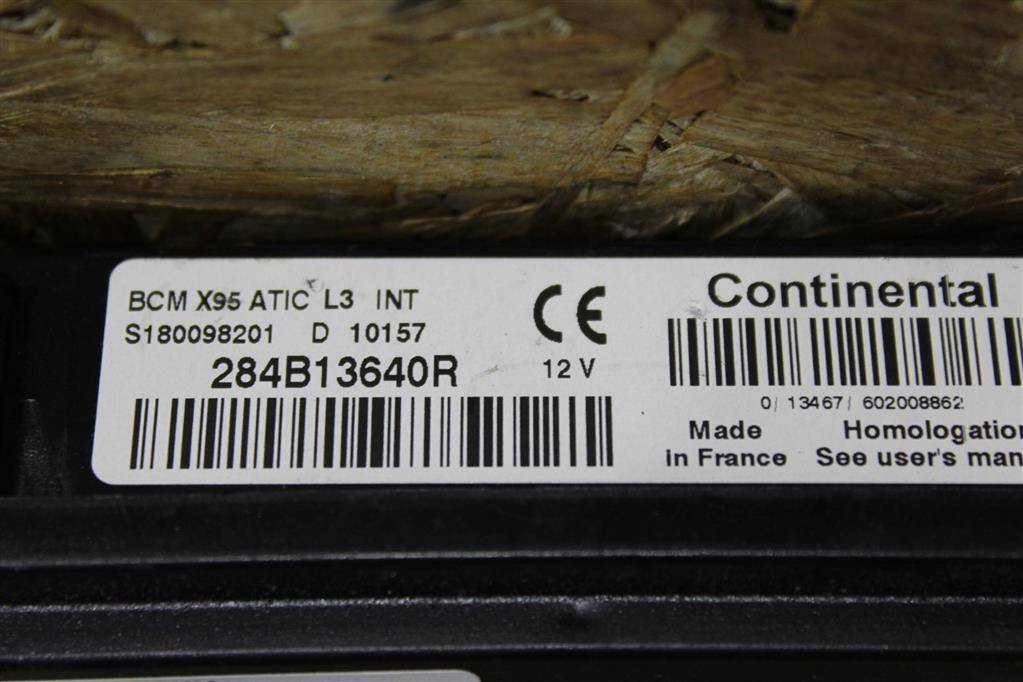 BCM X95 ATIC L3 INT
S180098201 D 10157
284B13640R
CE
12 V
Continental
0/ 13467/ 602008862
Made
in France
Homologation
See user's man